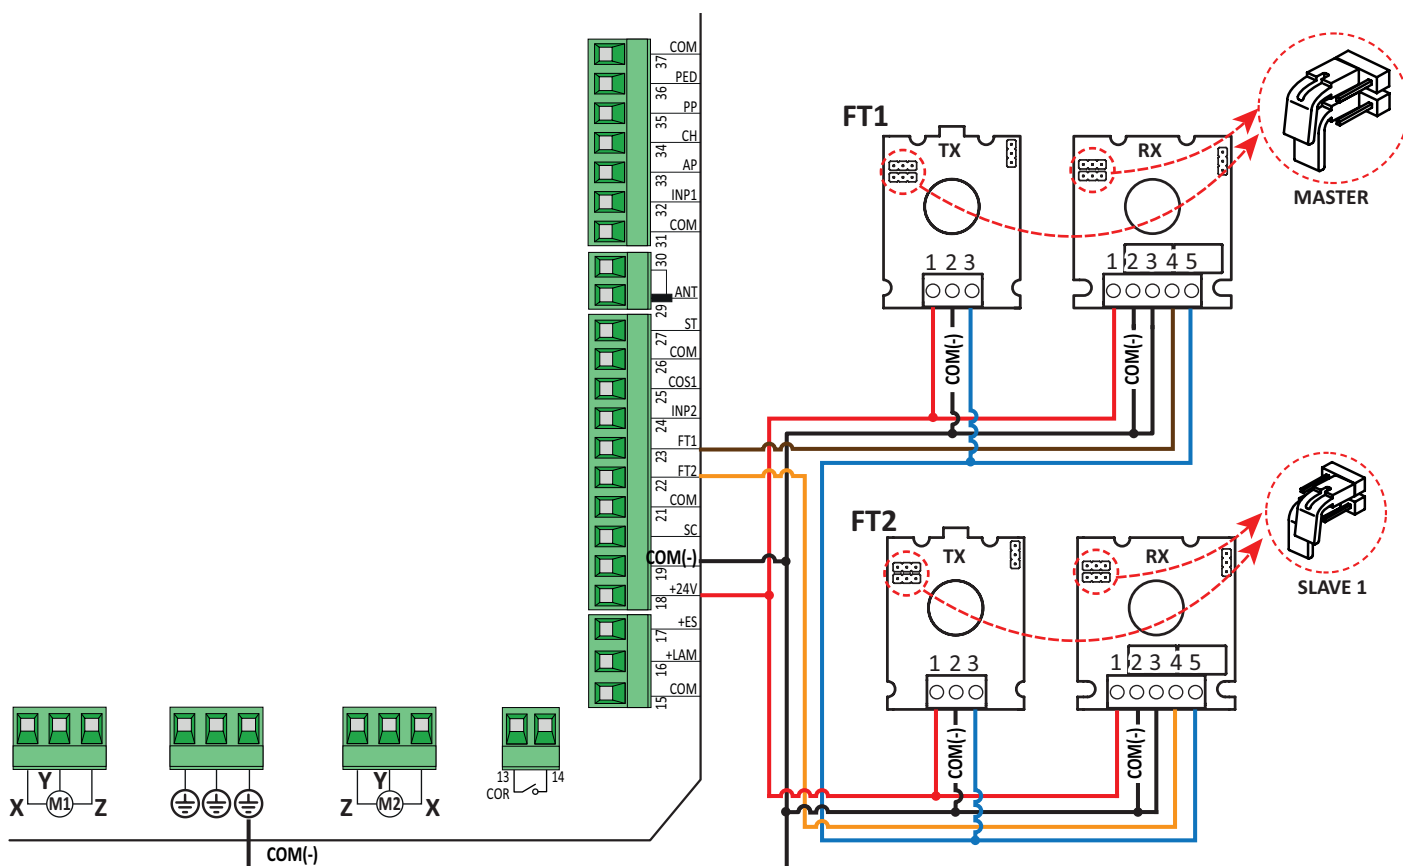 COM
37
PED
36
PP
35
CH
34
AP
33
INP1
32
COM
31
30
ANT
29
ST
27
COM
26
COS1
25
INP2
24
FT1
23
FT2
22
COM
21
SC
COM(-)
19
+24V
18
+ES
17
+LAM
16
COM
15
FT1
TX
1 2 3
COM(-)
RX
1 2 3 4 5
COM(-)
MASTER
FT2
TX
1 2 3
COM(-)
RX
1 2 3 4 5
COM(-)
SLAVE 1
Y
X M1 Z
Y
Z M2 X
13 14
COR
COM(-)